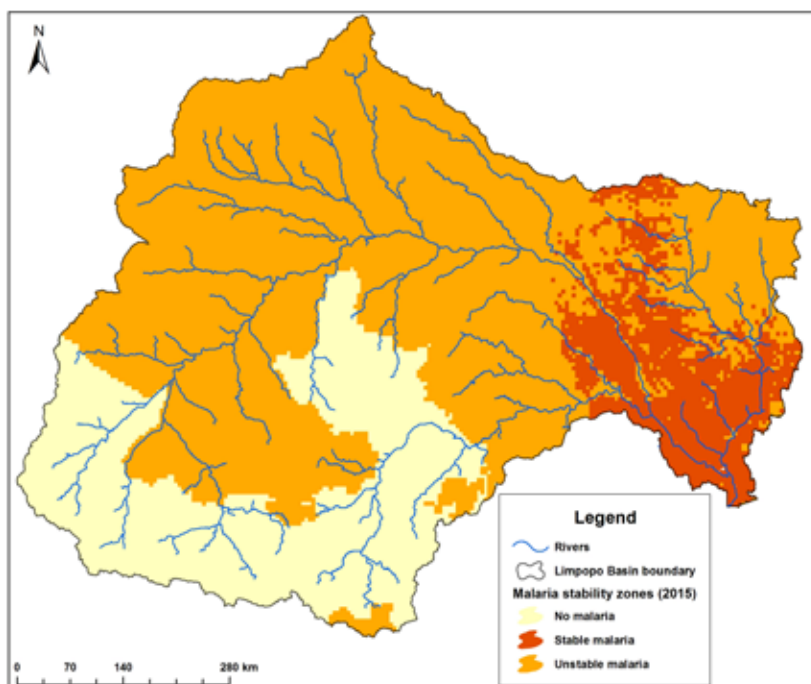 N
Legend
Rivers
Limpopo Basin boundary
Malaria stability zones (2015)
No malaria
Stable malaria
Unstable malaria
0 70 140 280 km